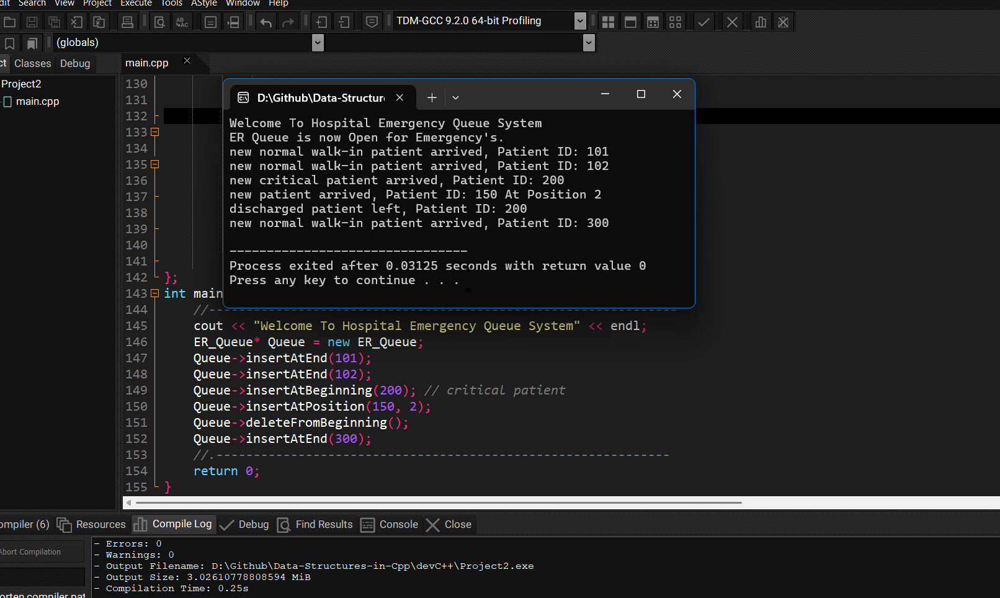 dit Search View Project Execute Tools AStyle Window Help
TDM-GCC 9.2.0 64-bit Profiling
(globals)
ct Classes Debug
main.cpp
Project2
main.cpp
D:\Github\Data-Structur
Welcome To Hospital Emergency Queue System
ER Queue is now Open for Emergency's.
new normal walk-in patient arrived, Patient ID: 101
new normal walk-in patient arrived, Patient ID: 102
new critical patient arrived, Patient ID: 200
new patient arrived, Patient ID: 150 At Position 2
discharged patient left, Patient ID: 200
new normal walk-in patient arrived, Patient ID: 300
--------------------------------
Process exited after 0.03125 seconds with return value 0
Press any key to continue . . .
130
131
132
133
134
135
136
137
138
139
140
141
142 };
143 int main
144 //---------------------------------------------------------------
145 cout << "Welcome To Hospital Emergency Queue System" << endl;
146 ER_Queue* Queue = new ER_Queue;
147 Queue->insertAtEnd(101);
148 Queue->insertAtEnd(102);
149 Queue->insertAtBeginning(200); // critical patient
150 Queue->insertAtPosition(150, 2);
151 Queue->deleteFromBeginning();
152 Queue->insertAtEnd(300);
153 //.-------------------------------------------------------------
154 return 0;
155 }
ompiler (6) Resources Compile Log Debug Find Results Console Close
Abort Compilation
orten compiler pat
- Errors: 0
- Warnings: 0
- Output Filename: D:\Github\Data-Structures-in-Cpp\devC++\Project2.exe
- Output Size: 3.02610778808594 MiB
- Compilation Time: 0.25s